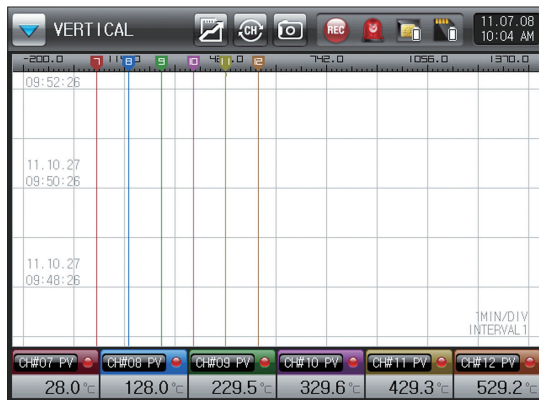 VERTICAL
CH
REC
11.07.08
10:04 AM
-200.0 742.0 1056.0 1370.0
7 8 9 10 11 12
09:52:26
11.10.27
09:50:26
11.10.27
09:48:26
1MIN/DIV
INTERVAL 1
CH#07 PV CH#08 PV CH#09 PV CH#10 PV CH#11 PV CH#12 PV
28.0℃ 128.0℃ 229.5℃ 329.6℃ 429.3℃ 529.2℃